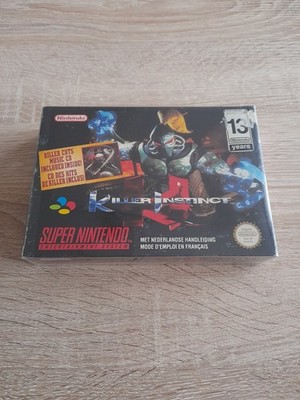 Nintendo
KILLER CUTS
MUSIC CD
INCLUDED INSIDE!
CD DES HITS
DE KILLER INCLUS!
13
years
KILLER INSTINCT
SUPER NINTENDO
ENTERTAINMENT SYSTEM
MET NEDERLANDSE HANDLEIDING
MODE D'EMPLOI EN FRANÇAIS